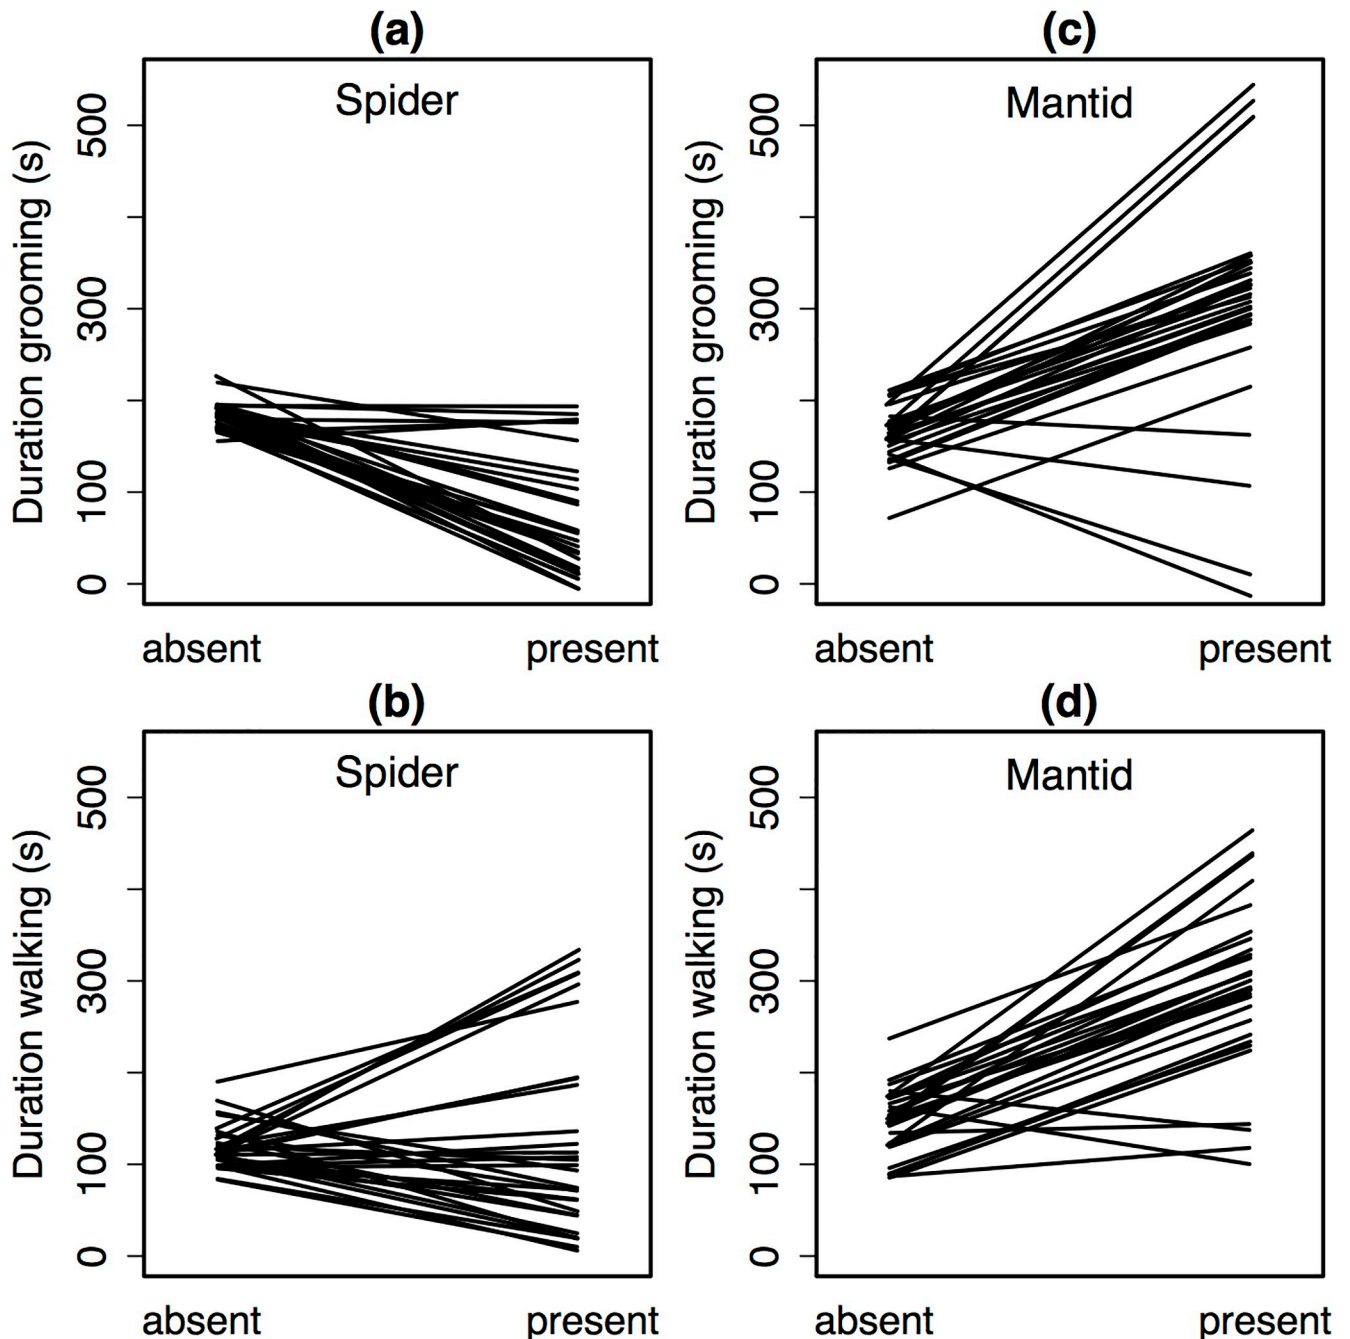 (a)
Spider
Duration grooming (s)
500
300
100
0
absent present
(c)
Mantid
Duration grooming (s)
500
300
100
0
absent present
(b)
Spider
Duration walking (s)
500
300
100
0
absent present
(d)
Mantid
Duration walking (s)
500
300
100
0
absent present